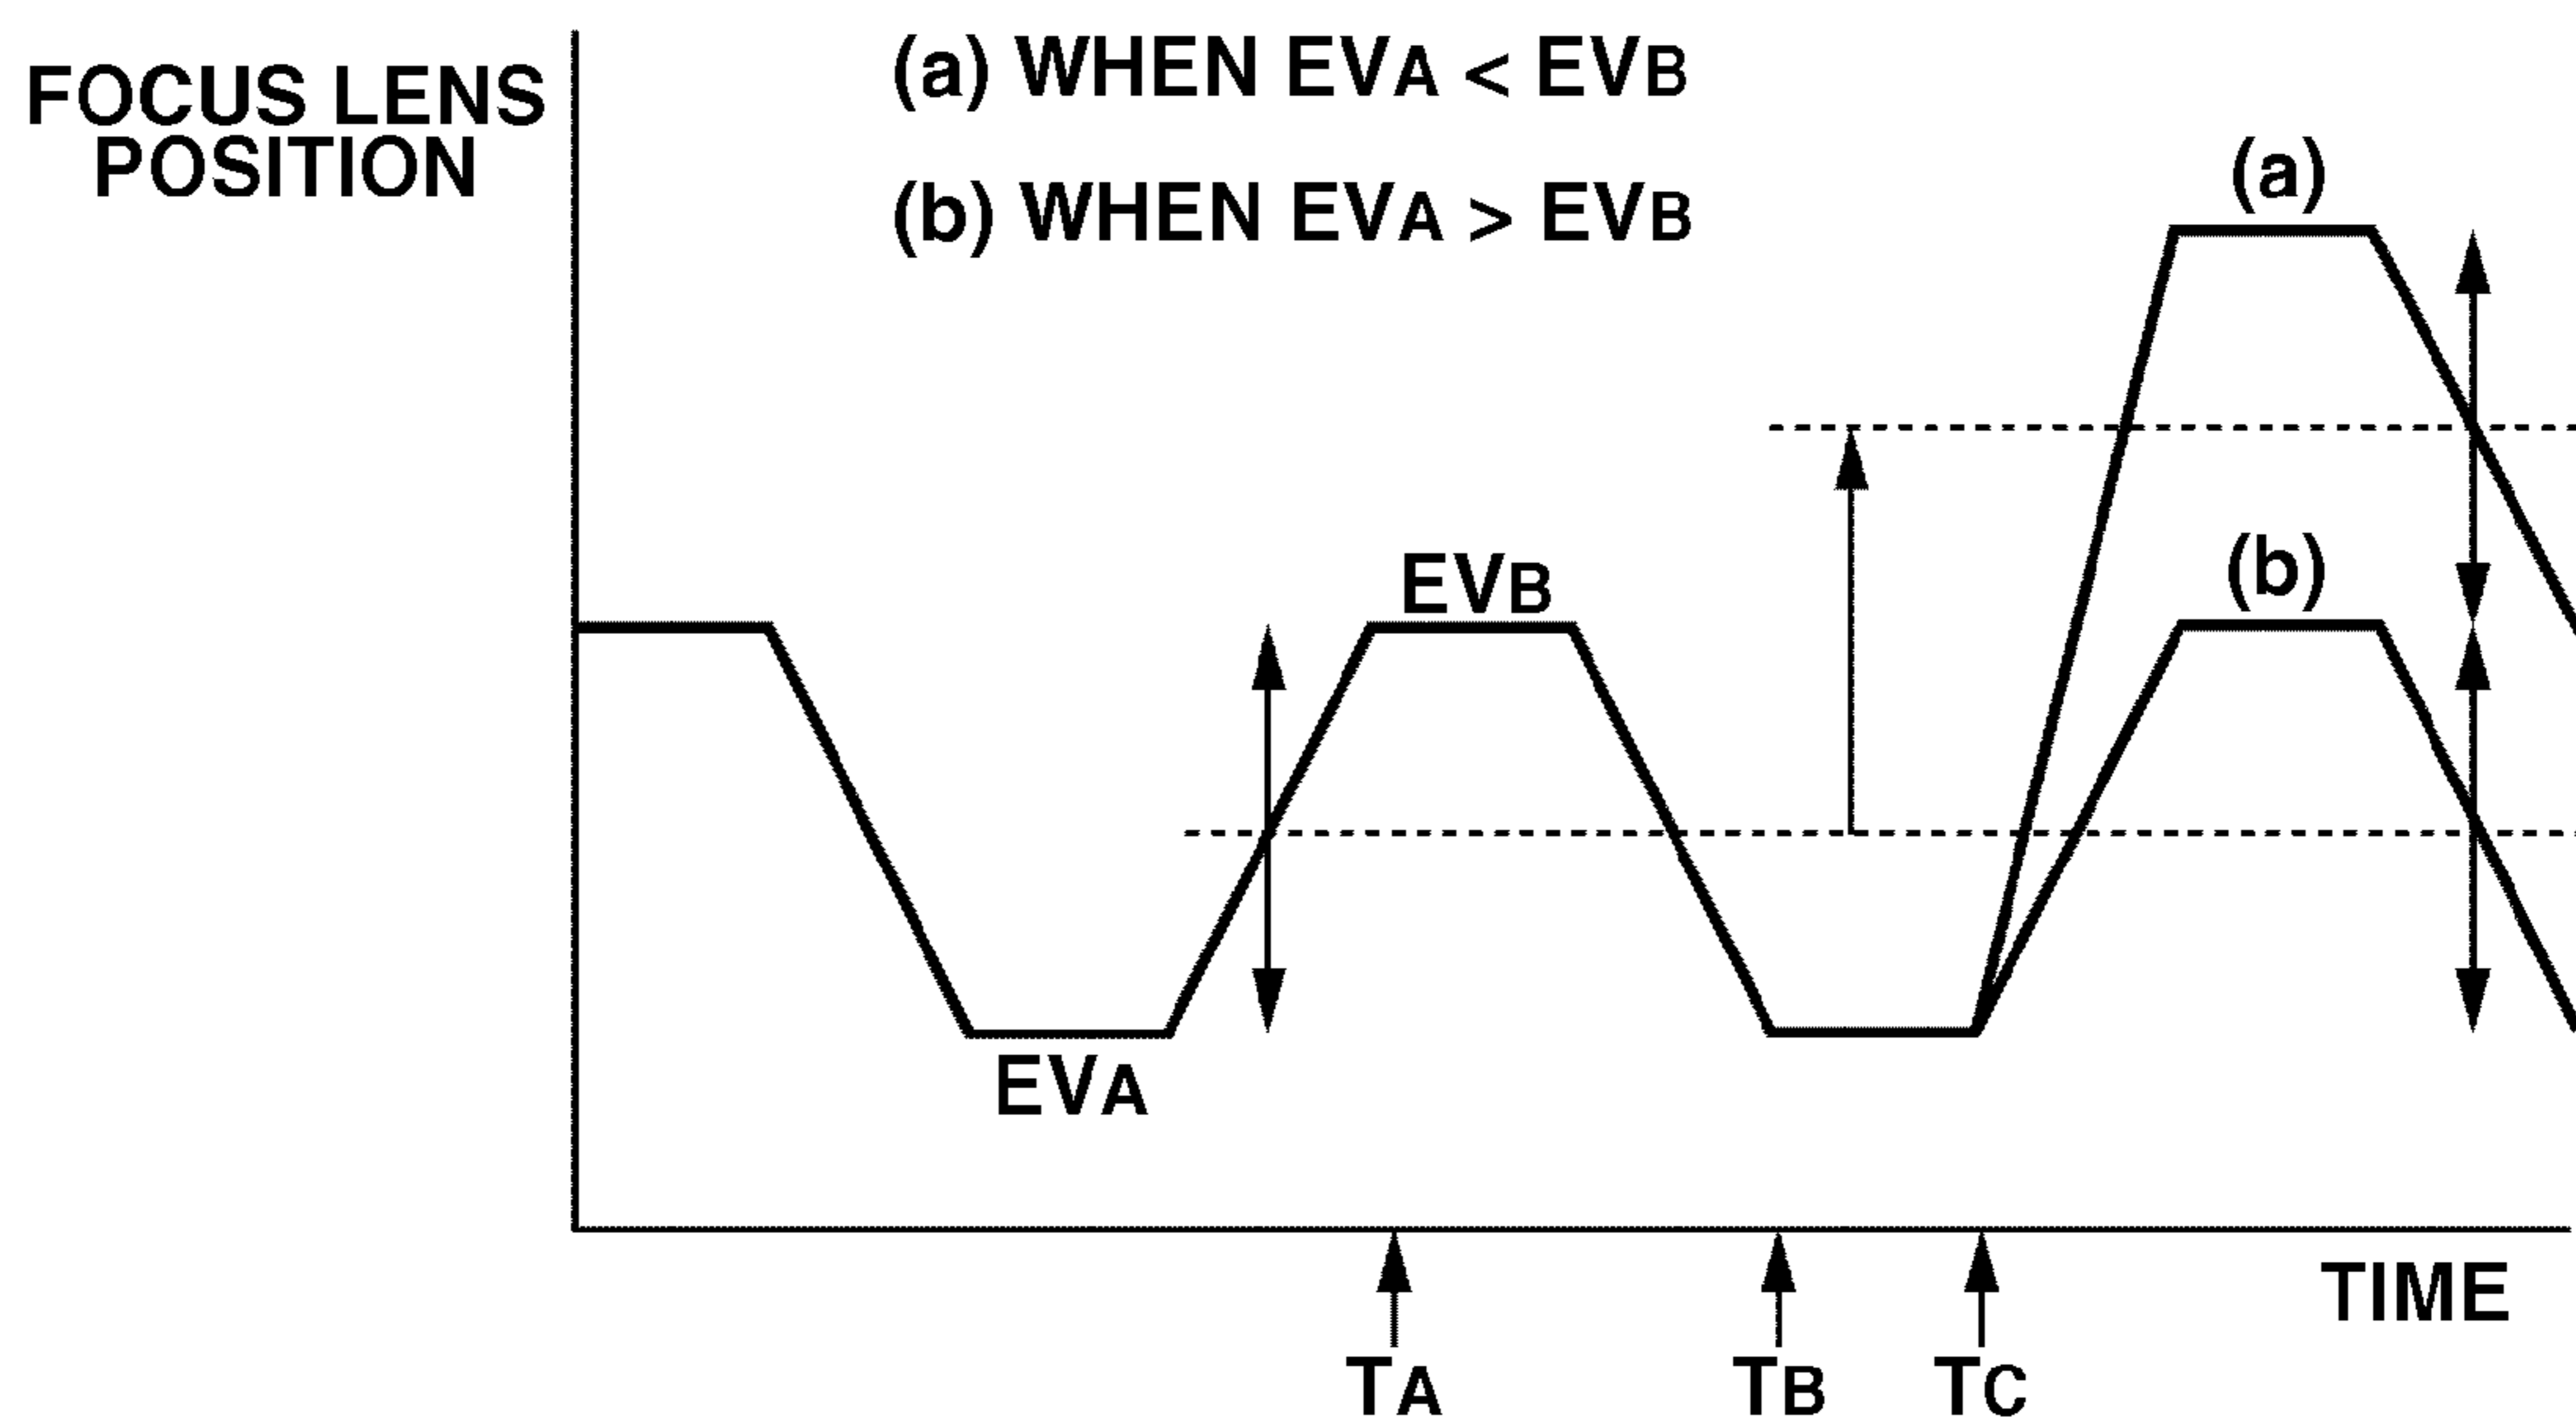 FOCUS LENS
POSITION
(a) WHEN EVA < EVB
(b) WHEN EVA > EVB
(a)
(b)
EVB
EVA
TIME
TA
TB
TC